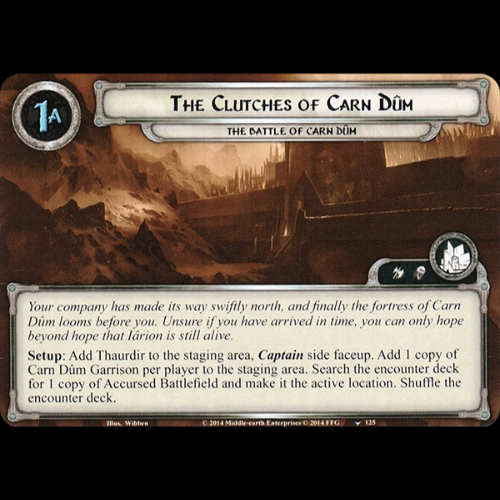 1A
THE CLUTCHES OF CARN DÛM
THE BATTLE OF CARN DÛM
Your company has made its way swiftly north, and finally the fortress of Carn
Dûm looms before you. Unsure if you have arrived in time, you can only hope
beyond hope that Iârion is still alive.
Setup: Add Thaurdir to the staging area, Captain side faceup. Add 1 copy of
Carn Dûm Garrison per player to the staging area. Search the encounter deck
for 1 copy of Accursed Battlefield and make it the active location. Shuffle the
encounter deck.
Illus. Wibben © 2014 Middle-earth Enterprises © 2014 FFG 125